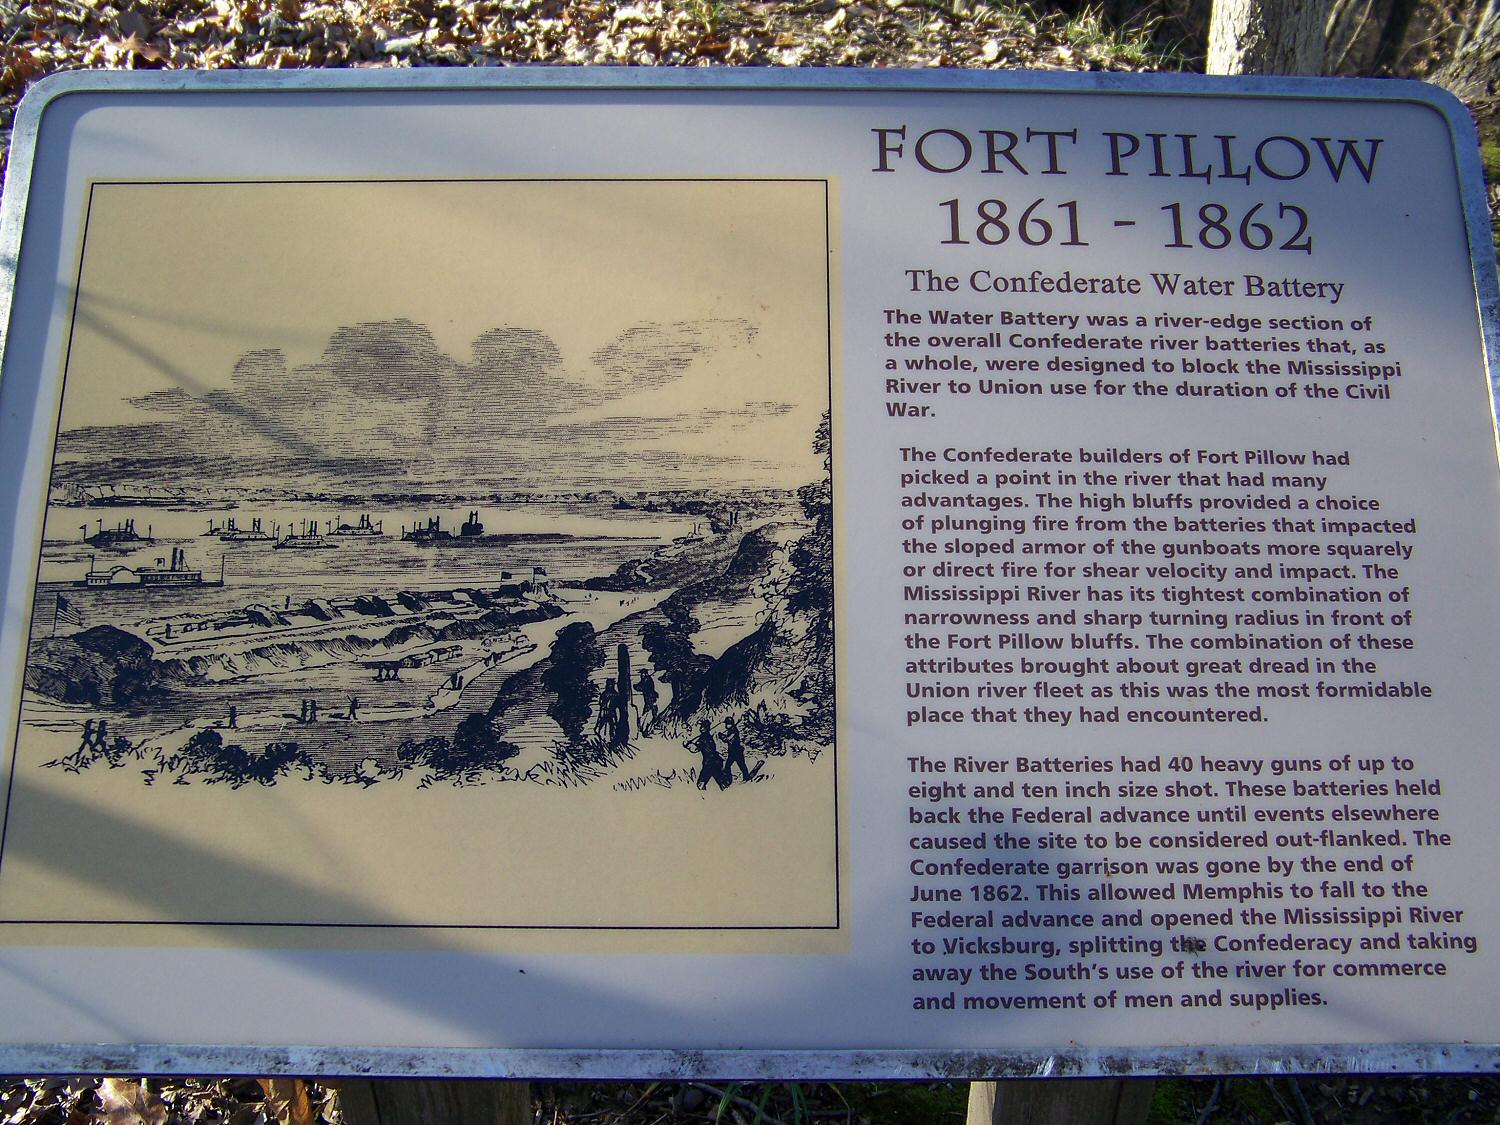 FORT PILLOW
1861 - 1862
The Confederate Water Battery
The Water Battery was a river-edge section of
the overall Confederate river batteries that, as
a whole, were designed to block the Mississippi
River to Union use for the duration of the Civil
War.
The Confederate builders of Fort Pillow had
picked a point in the river that had many
advantages. The high bluffs provided a choice
of plunging fire from the batteries that impacted
the sloped armor of the gunboats more squarely
or direct fire for shear velocity and impact. The
Mississippi River has its tightest combination of
narrowness and sharp turning radius in front of
the Fort Pillow bluffs. The combination of these
attributes brought about great dread in the
Union river fleet as this was the most formidable
place that they had encountered.
The River Batteries had 40 heavy guns of up to
eight and ten inch size shot. These batteries held
back the Federal advance until events elsewhere
caused the site to be considered out-flanked. The
Confederate garrison was gone by the end of
June 1862. This allowed Memphis to fall to the
Federal advance and opened the Mississippi River
to Vicksburg, splitting the Confederacy and taking
away the South's use of the river for commerce
and movement of men and supplies.